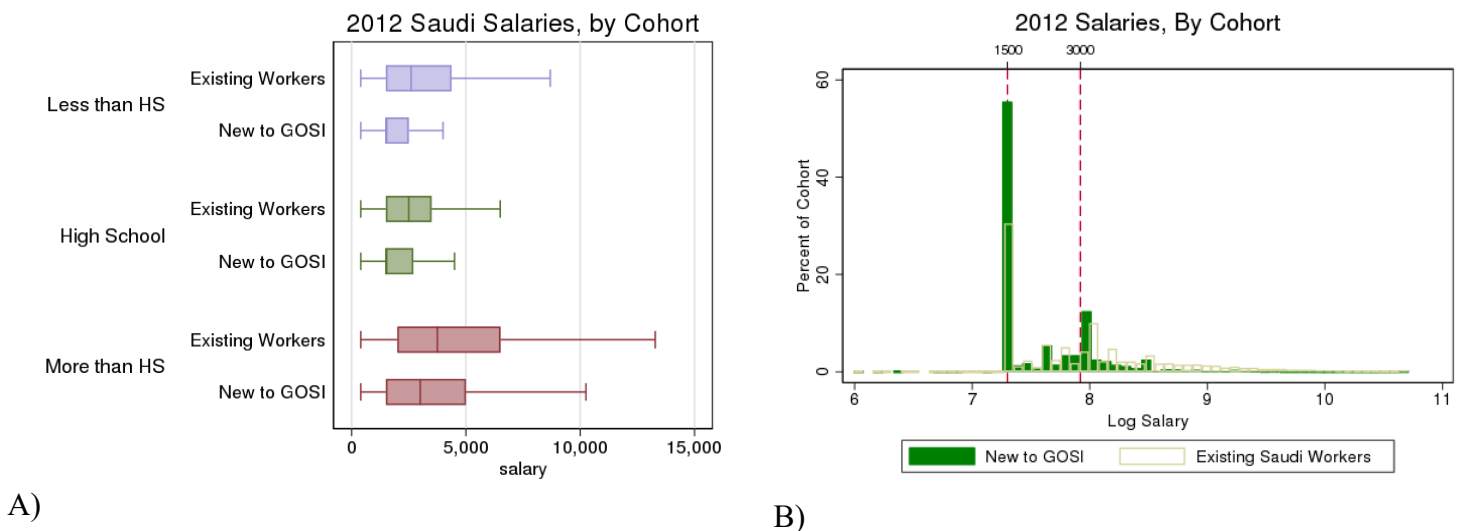 2012 Saudi Salaries, by Cohort
Less than HS
Existing Workers
New to GOSI
High School
Existing Workers
New to GOSI
More than HS
Existing Workers
New to GOSI
0 5,000 10,000 15,000
salary
A)
2012 Salaries, By Cohort
1500 3000
Percent of Cohort
60
40
20
0
6 7 8 9 10 11
Log Salary
New to GOSI Existing Saudi Workers
B)